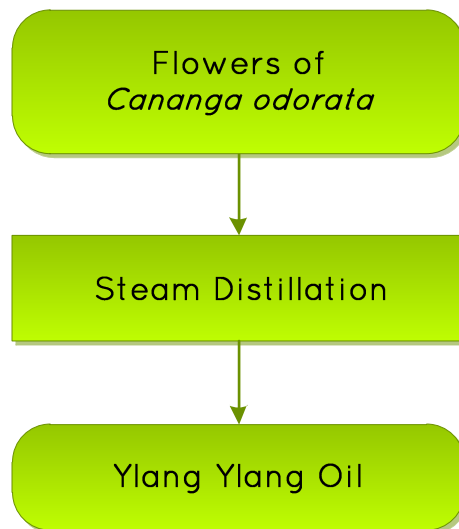 Flowers of
Cananga odorata
Steam Distillation
Ylang Ylang Oil